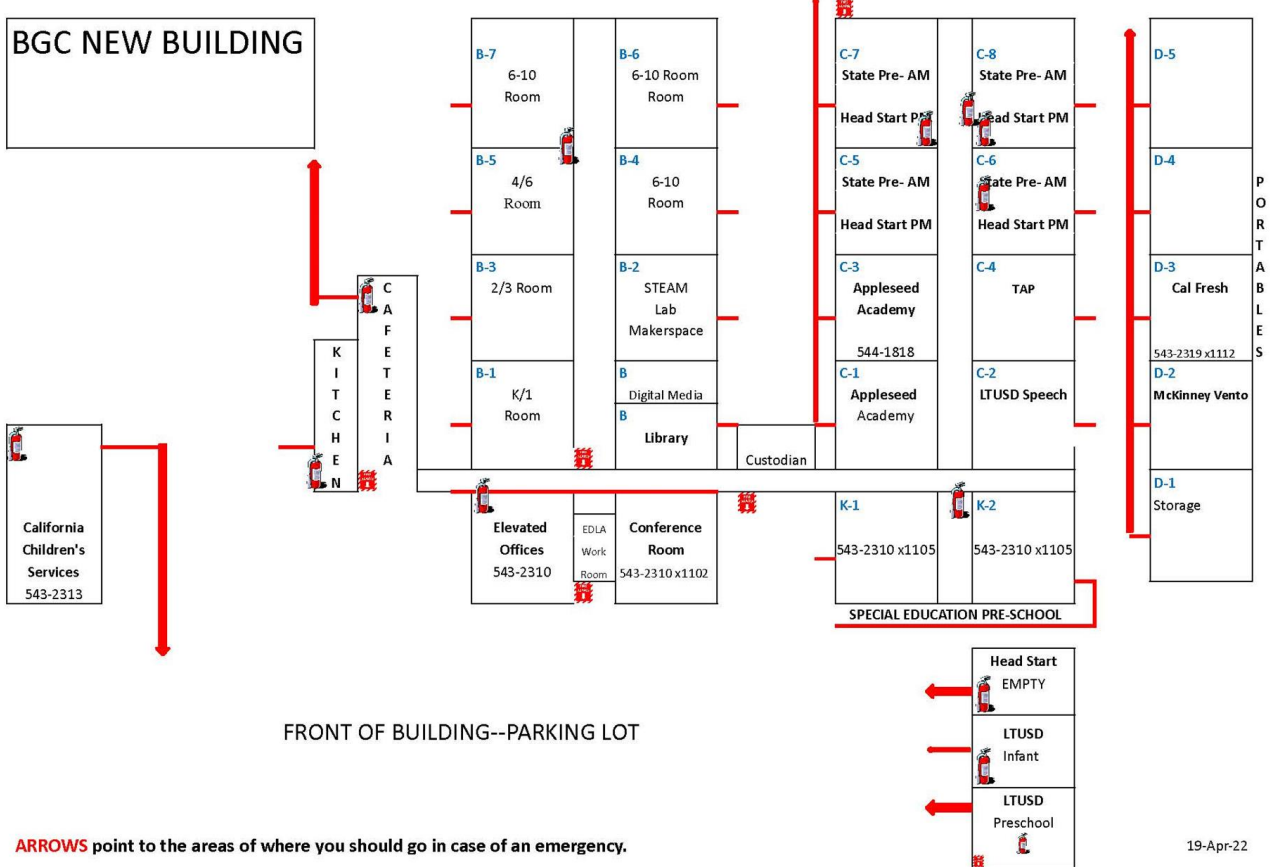 BGC NEW BUILDING
B-7
6-10
Room
B-6
6-10 Room
Room
C-7
State Pre- AM
Head Start PM
C-8
State Pre- AM
Head Start PM
D-5
B-5
4/6
Room
B-4
6-10
Room
C-5
State Pre- AM
Head Start PM
C-6
State Pre- AM
Head Start PM
D-4
PORTABLES
B-3
2/3 Room
B-2
STEAM
Lab
Makerspace
C-3
Appleseed
Academy
544-1818
C-4
TAP
D-3
Cal Fresh
543-2319 x1112
CAFETERIA
KITCHEN
B-1
K/1
Room
B
Digital Media
B
Library
Custodian
C-1
Appleseed
Academy
C-2
LTUSD Speech
D-2
McKinney Vento
D-1
Storage
California
Children's
Services
543-2313
Elevated
Offices
543-2310
EDLA
Work
Room
Conference
Room
543-2310 x1102
K-1
543-2310 x1105
K-2
543-2310 x1105
SPECIAL EDUCATION PRE-SCHOOL
Head Start
EMPTY
LTUSD
Infant
LTUSD
Preschool
FRONT OF BUILDING--PARKING LOT
ARROWS point to the areas of where you should go in case of an emergency.
19-Apr-22